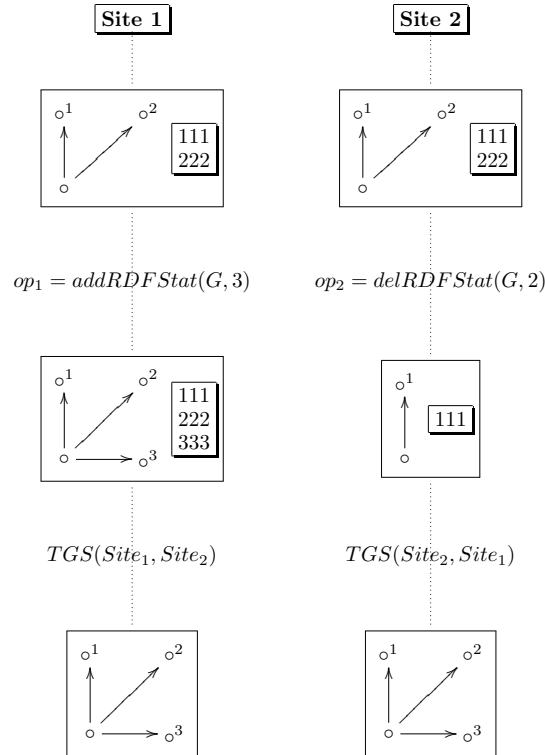 Site 1
Site 2
1 2
111
222
1 2
111
222
op1 = addRDFStat(G, 3)
op2 = delRDFStat(G, 2)
1 2
111
222
333
3
1
111
TGS(Site1, Site2)
TGS(Site2, Site1)
1 2
3
1 2
3